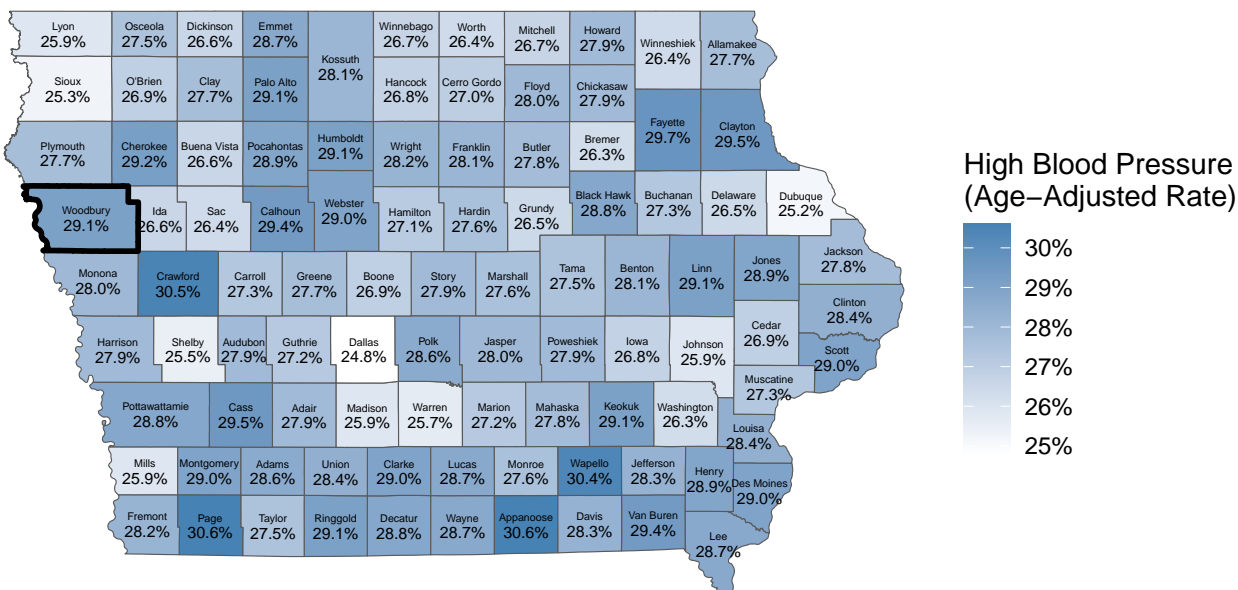 Lyon
25.9%
Osceola
27.5%
Dickinson
26.6%
Emmet
28.7%
Kossuth
28.1%
Winnebago
26.7%
Worth
26.4%
Mitchell
26.7%
Howard
27.9%
Winneshiek
26.4%
Allamakee
27.7%
Sioux
25.3%
O'Brien
26.9%
Clay
27.7%
Palo Alto
29.1%
Hancock
26.8%
Cerro Gordo
27.0%
Floyd
28.0%
Chickasaw
27.9%
Fayette
29.7%
Clayton
29.5%
Plymouth
27.7%
Cherokee
29.2%
Buena Vista
26.6%
Pocahontas
28.9%
Humboldt
29.1%
Wright
28.2%
Franklin
28.1%
Butler
27.8%
Bremer
26.3%
Woodbury
29.1%
Ida
26.6%
Sac
26.4%
Calhoun
29.4%
Webster
29.0%
Hamilton
27.1%
Hardin
27.6%
Grundy
26.5%
Black Hawk
28.8%
Buchanan
27.3%
Delaware
26.5%
Dubuque
25.2%
Monona
28.0%
Crawford
30.5%
Carroll
27.3%
Greene
27.7%
Boone
26.9%
Story
27.9%
Marshall
27.6%
Tama
27.5%
Benton
28.1%
Linn
29.1%
Jones
28.9%
Jackson
27.8%
Clinton
28.4%
Harrison
27.9%
Shelby
25.5%
Audubon
27.9%
Guthrie
27.2%
Dallas
24.8%
Polk
28.6%
Jasper
28.0%
Poweshiek
27.9%
Iowa
26.8%
Johnson
25.9%
Cedar
26.9%
Scott
29.0%
Muscatine
27.3%
Pottawattamie
28.8%
Cass
29.5%
Adair
27.9%
Madison
25.9%
Warren
25.7%
Marion
27.2%
Mahaska
27.8%
Keokuk
29.1%
Washington
26.3%
Louisa
28.4%
Mills
25.9%
Montgomery
29.0%
Adams
28.6%
Union
28.4%
Clarke
29.0%
Lucas
28.7%
Monroe
27.6%
Wapello
30.4%
Jefferson
28.3%
Henry
28.9%
Des Moines
29.0%
Fremont
28.2%
Page
30.6%
Taylor
27.5%
Ringgold
29.1%
Decatur
28.8%
Wayne
28.7%
Appanoose
30.6%
Davis
28.3%
Van Buren
29.4%
Lee
28.7%
High Blood Pressure
(Age−Adjusted Rate)
30%
29%
28%
27%
26%
25%